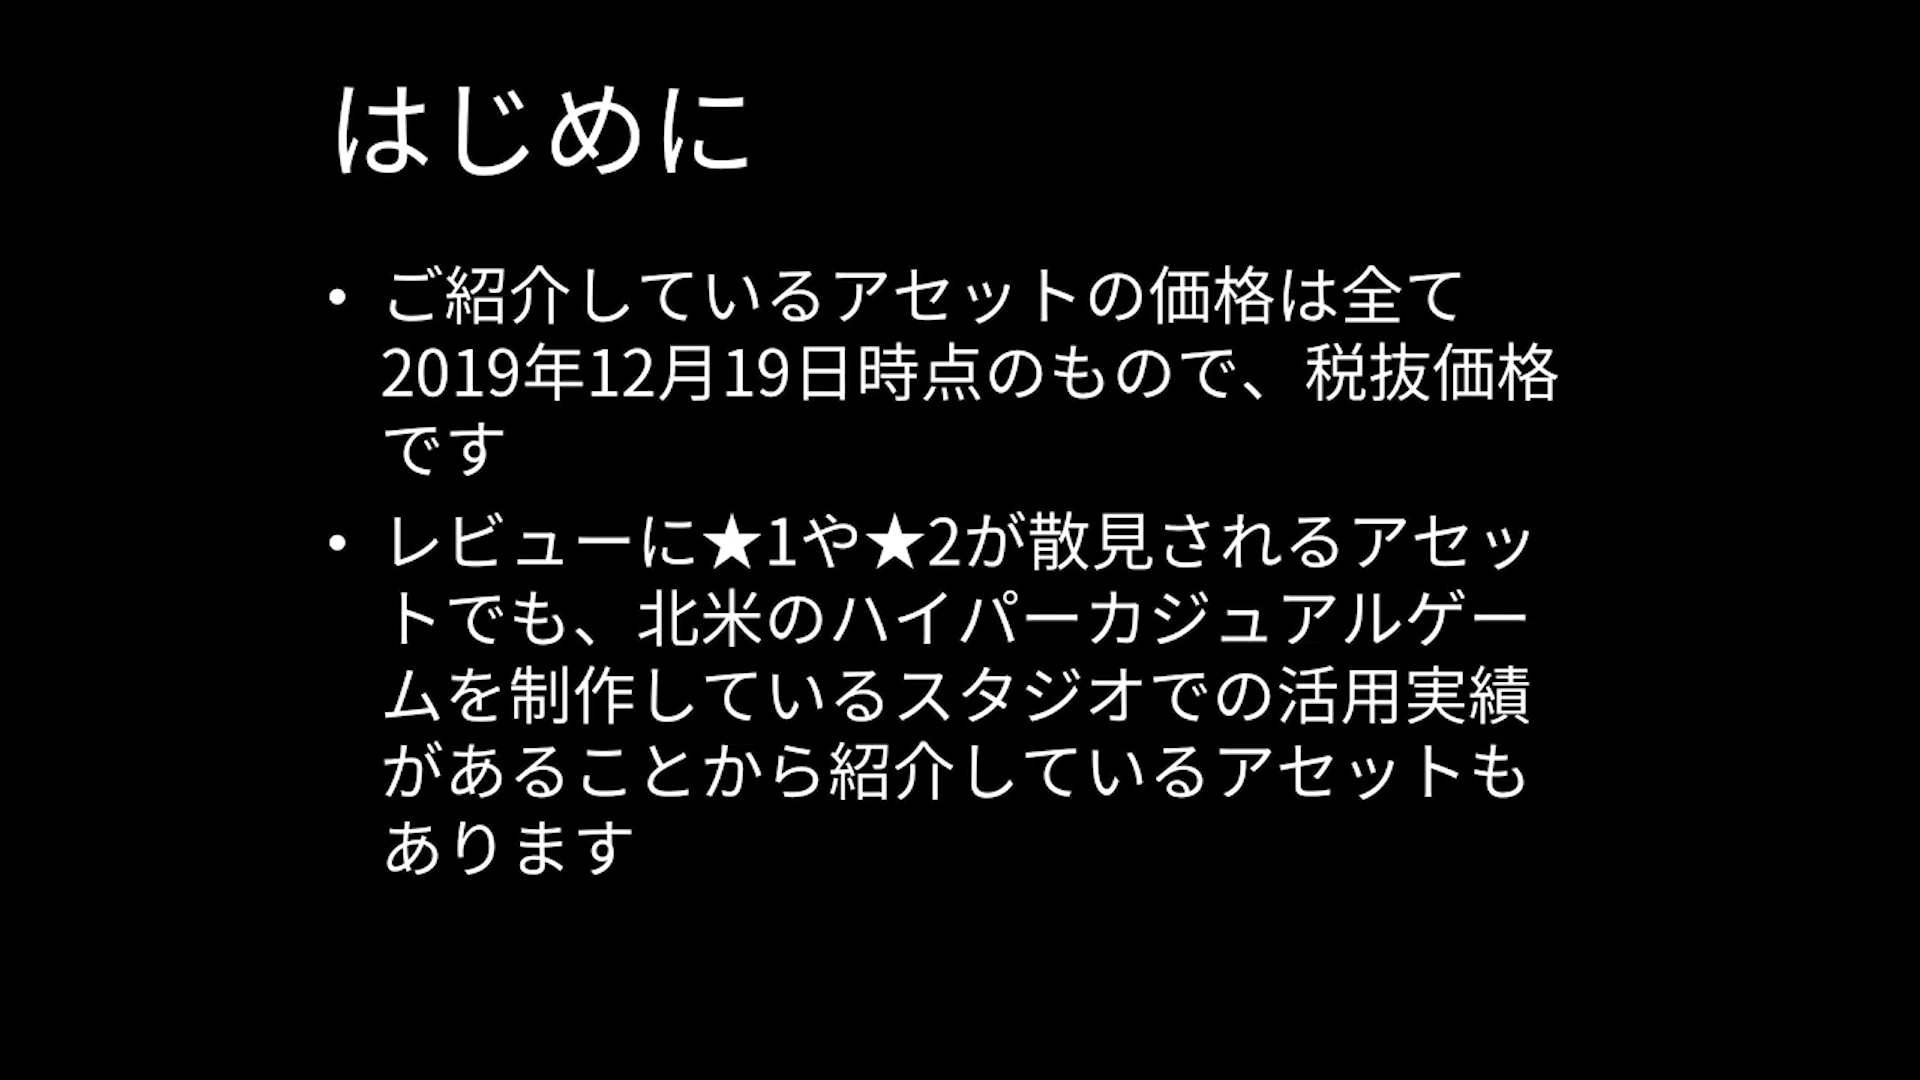 はじめに
• ご紹介しているアセットの価格は全て
2019年12月19日時点のもので、税抜価格
です
• レビューに★1や★2が散見されるアセッ
トでも、北米のハイパーカジュアルゲー
ムを制作しているスタジオでの活用実績
があることから紹介しているアセットも
あります